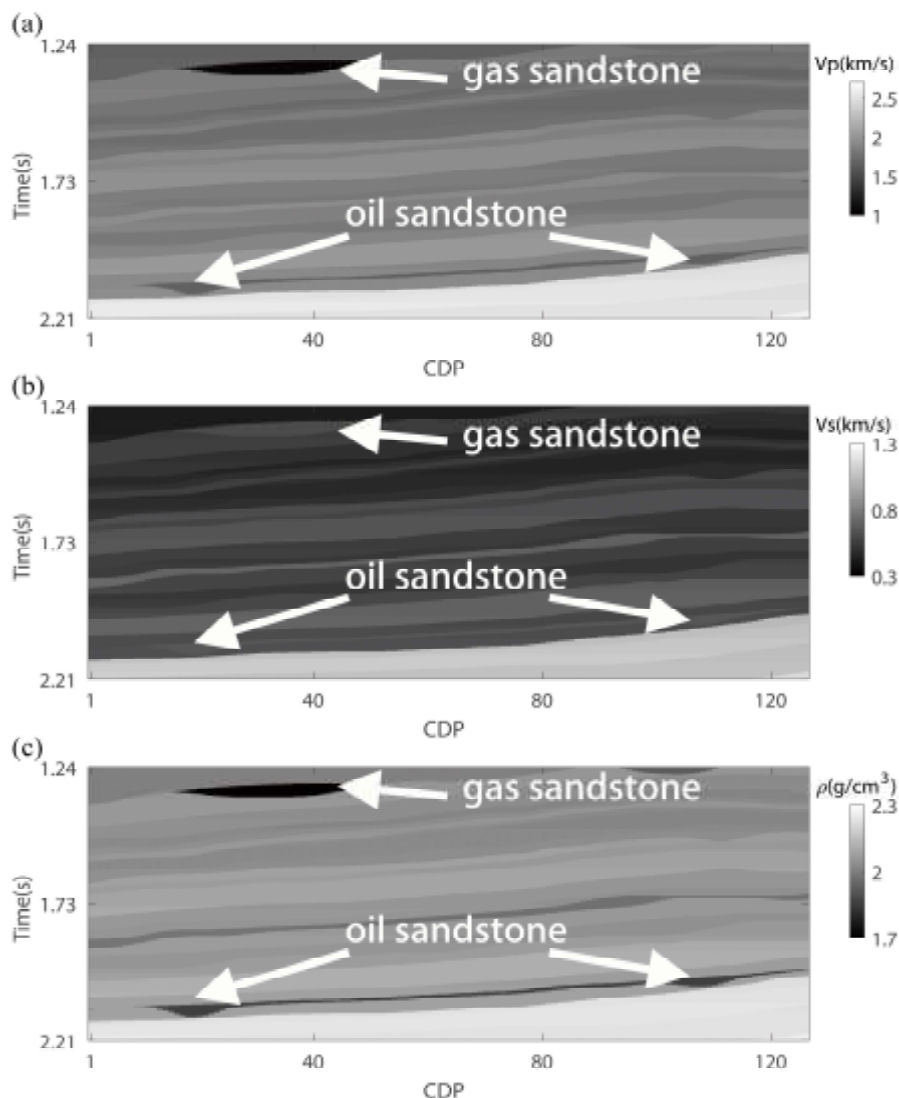 (a)
1.24
gas sandstone
Vp(km/s)
2.5
2
1.5
1
Time(s)
1.73
oil sandstone
2.21
1 40 80 120
CDP
(b)
1.24
gas sandstone
Vs(km/s)
1.3
0.8
0.3
Time(s)
1.73
oil sandstone
2.21
1 40 80 120
CDP
(c)
1.24
gas sandstone
ρ(g/cm³)
2.3
2
1.7
Time(s)
1.73
oil sandstone
2.21
1 40 80 120
CDP